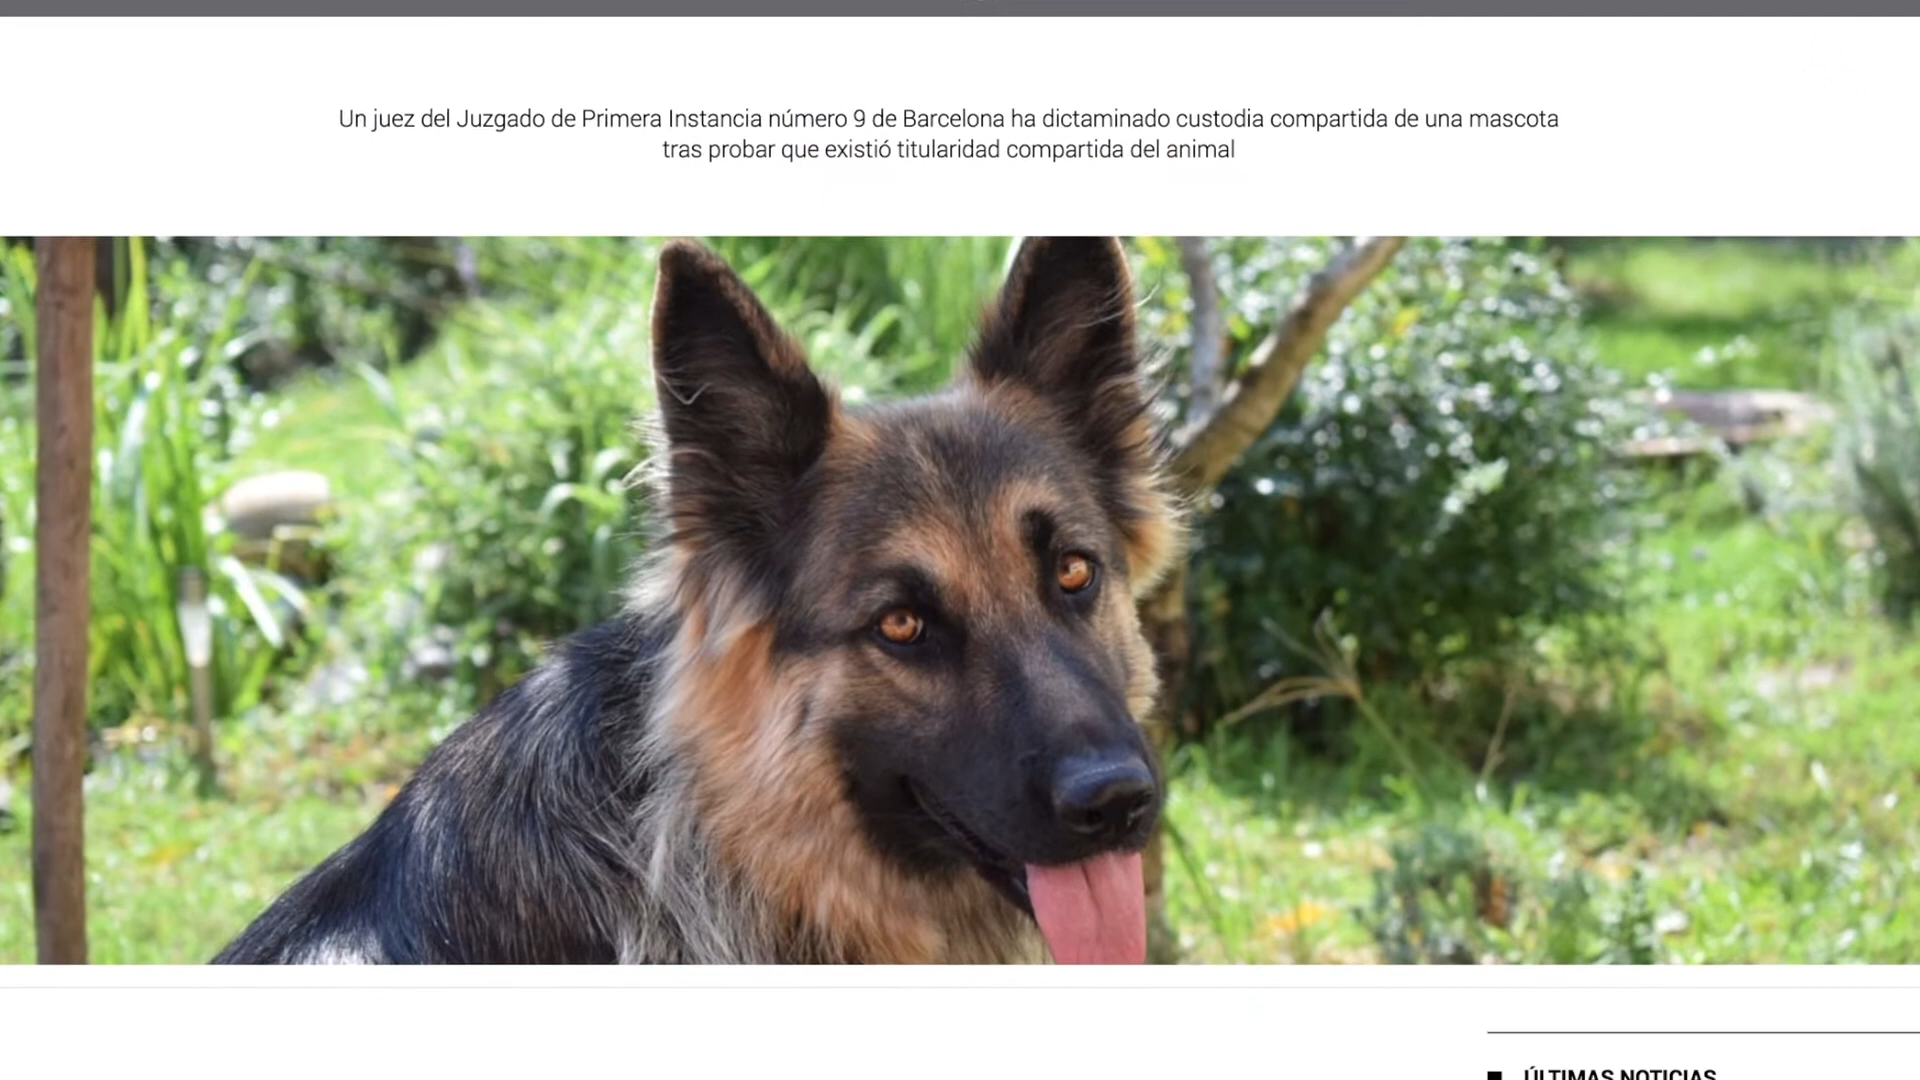 Un juez del Juzgado de Primera Instancia número 9 de Barcelona ha dictaminado custodia compartida de una mascota
tras probar que existió titularidad compartida del animal
ÚLTIMAS NOTICIAS